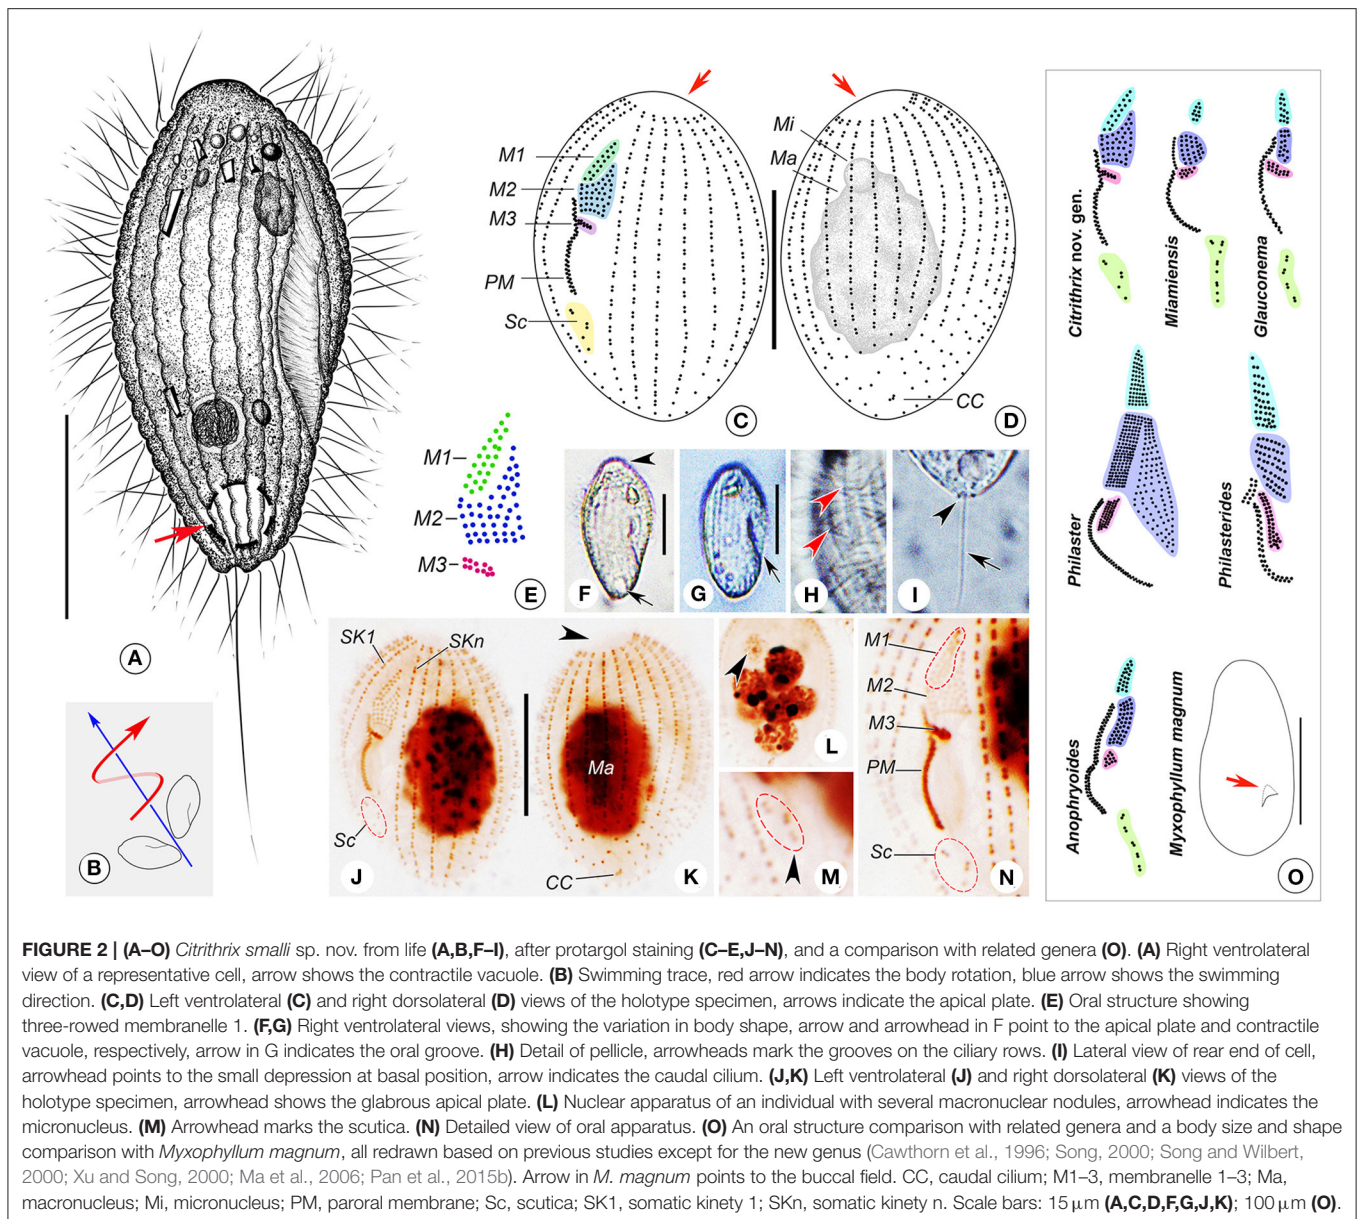 M1
M2
M3
PM
Sc
C
Mi
Ma
CC
D
A
B
M1
M2
M3
E
F
G
H
I
SK1
SKn
Sc
J
Ma
CC
K
L
M
M1
M2
M3
PM
Sc
N
Citrithrix nov. gen.
Miamiensis
Glauconema
Philaster
Philasterides
Anophryoides
Myxophyllum magnum
O
FIGURE 2 | (A–O) Citrithrix smalli sp. nov. from life (A,B,F–I), after protargol staining (C–E,J–N), and a comparison with related genera (O). (A) Right ventrolateral
view of a representative cell, arrow shows the contractile vacuole. (B) Swimming trace, red arrow indicates the body rotation, blue arrow shows the swimming
direction. (C,D) Left ventrolateral (C) and right dorsolateral (D) views of the holotype specimen, arrows indicate the apical plate. (E) Oral structure showing
three-rowed membranelle 1. (F,G) Right ventrolateral views, showing the variation in body shape, arrow and arrowhead in F point to the apical plate and contractile
vacuole, respectively, arrow in G indicates the oral groove. (H) Detail of pellicle, arrowheads mark the grooves on the ciliary rows. (I) Lateral view of rear end of cell,
arrowhead points to the small depression at basal position, arrow indicates the caudal cilium. (J,K) Left ventrolateral (J) and right dorsolateral (K) views of the
holotype specimen, arrowhead shows the glabrous apical plate. (L) Nuclear apparatus of an individual with several macronuclear nodules, arrowhead indicates the
micronucleus. (M) Arrowhead marks the scutica. (N) Detailed view of oral apparatus. (O) An oral structure comparison with related genera and a body size and shape
comparison with Myxophyllum magnum, all redrawn based on previous studies except for the new genus (Cawthorn et al., 1996; Song, 2000; Song and Wilbert,
2000; Xu and Song, 2000; Ma et al., 2006; Pan et al., 2015b). Arrow in M. magnum points to the buccal field. CC, caudal cilium; M1–3, membranelle 1–3; Ma,
macronucleus; Mi, micronucleus; PM, paroral membrane; Sc, scutica; SK1, somatic kinety 1; SKn, somatic kinety n. Scale bars: 15 μm (A,C,D,F,G,J,K); 100 μm (O).